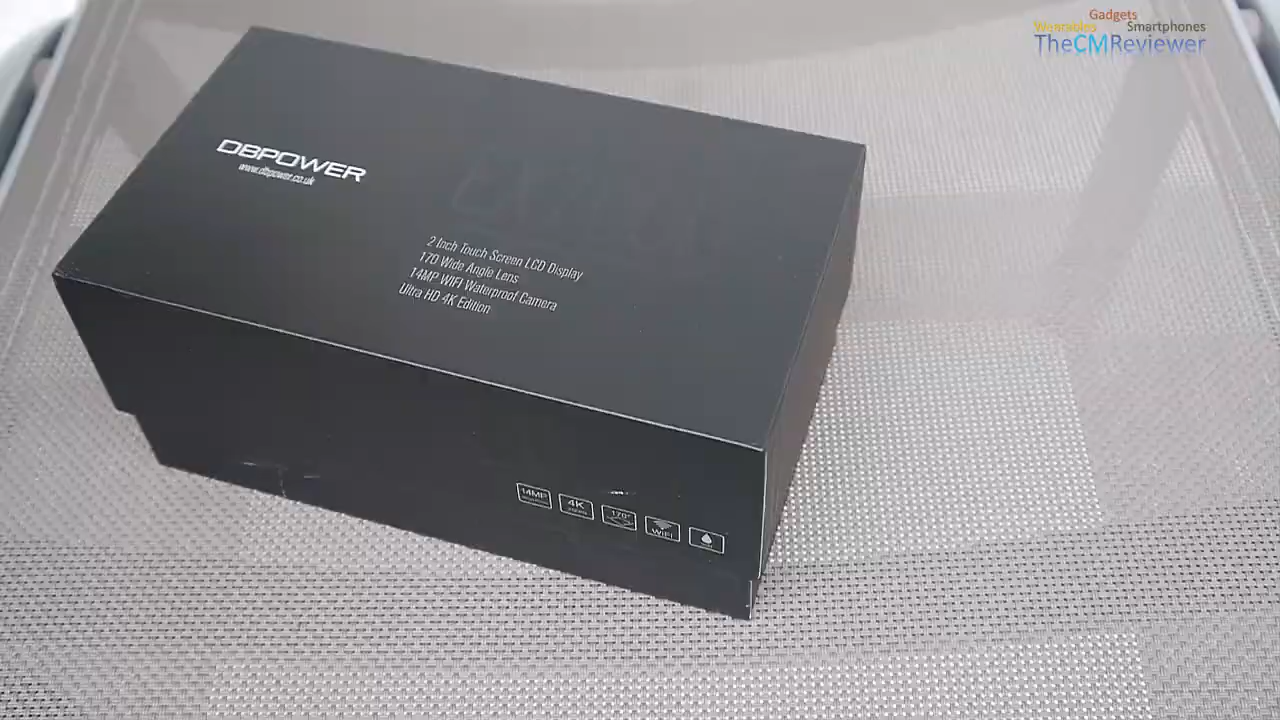 Gadgets
Wearables Smartphones
TheCMReviewer
DBPOWER
www.dbpower.co.uk
2 Inch Touch Screen LCD Display
170 Wide Angle Lens
14MP WIFI Waterproof Camera
Ultra HD 4K Edition
14MP
4K
170°
WiFi